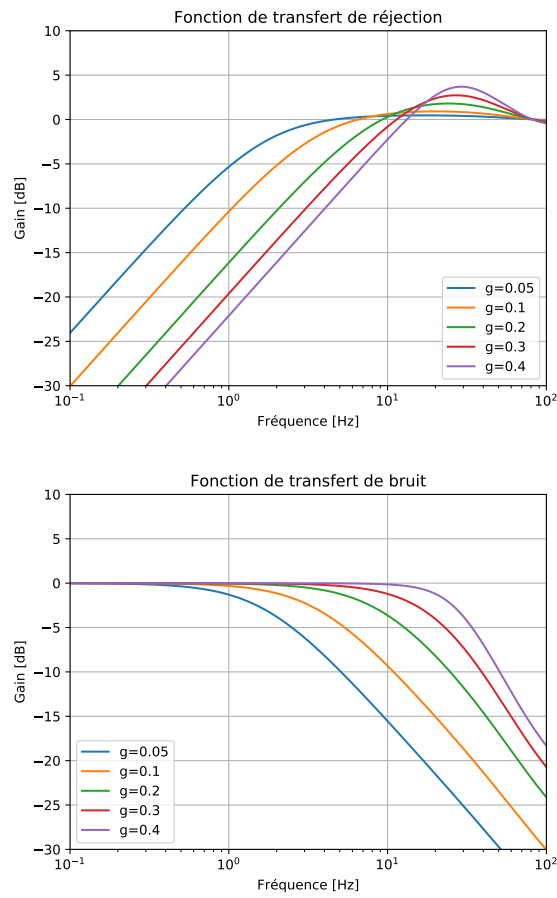 Fonction de transfert de réjection
10
5
0
−5
−10
−15
−20
−25
−30
Gain [dB]
g=0.05
g=0.1
g=0.2
g=0.3
g=0.4
10⁻¹ 10⁰ 10¹ 10²
Fréquence [Hz]
Fonction de transfert de bruit
10
5
0
−5
−10
−15
−20
−25
−30
Gain [dB]
g=0.05
g=0.1
g=0.2
g=0.3
g=0.4
10⁻¹ 10⁰ 10¹ 10²
Fréquence [Hz]